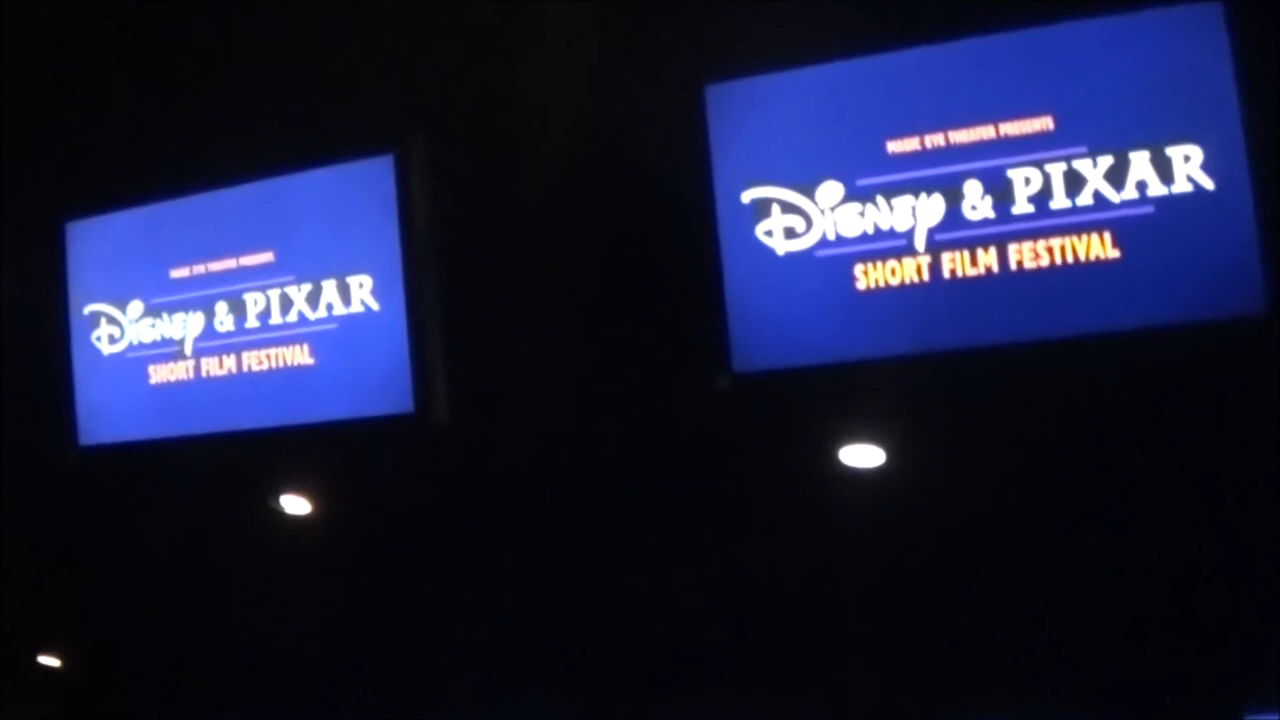 MAGIC EYE THEATER PRESENTS
Disney & PIXAR
SHORT FILM FESTIVAL
MAGIC EYE THEATER PRESENTS
Disney & PIXAR
SHORT FILM FESTIVAL